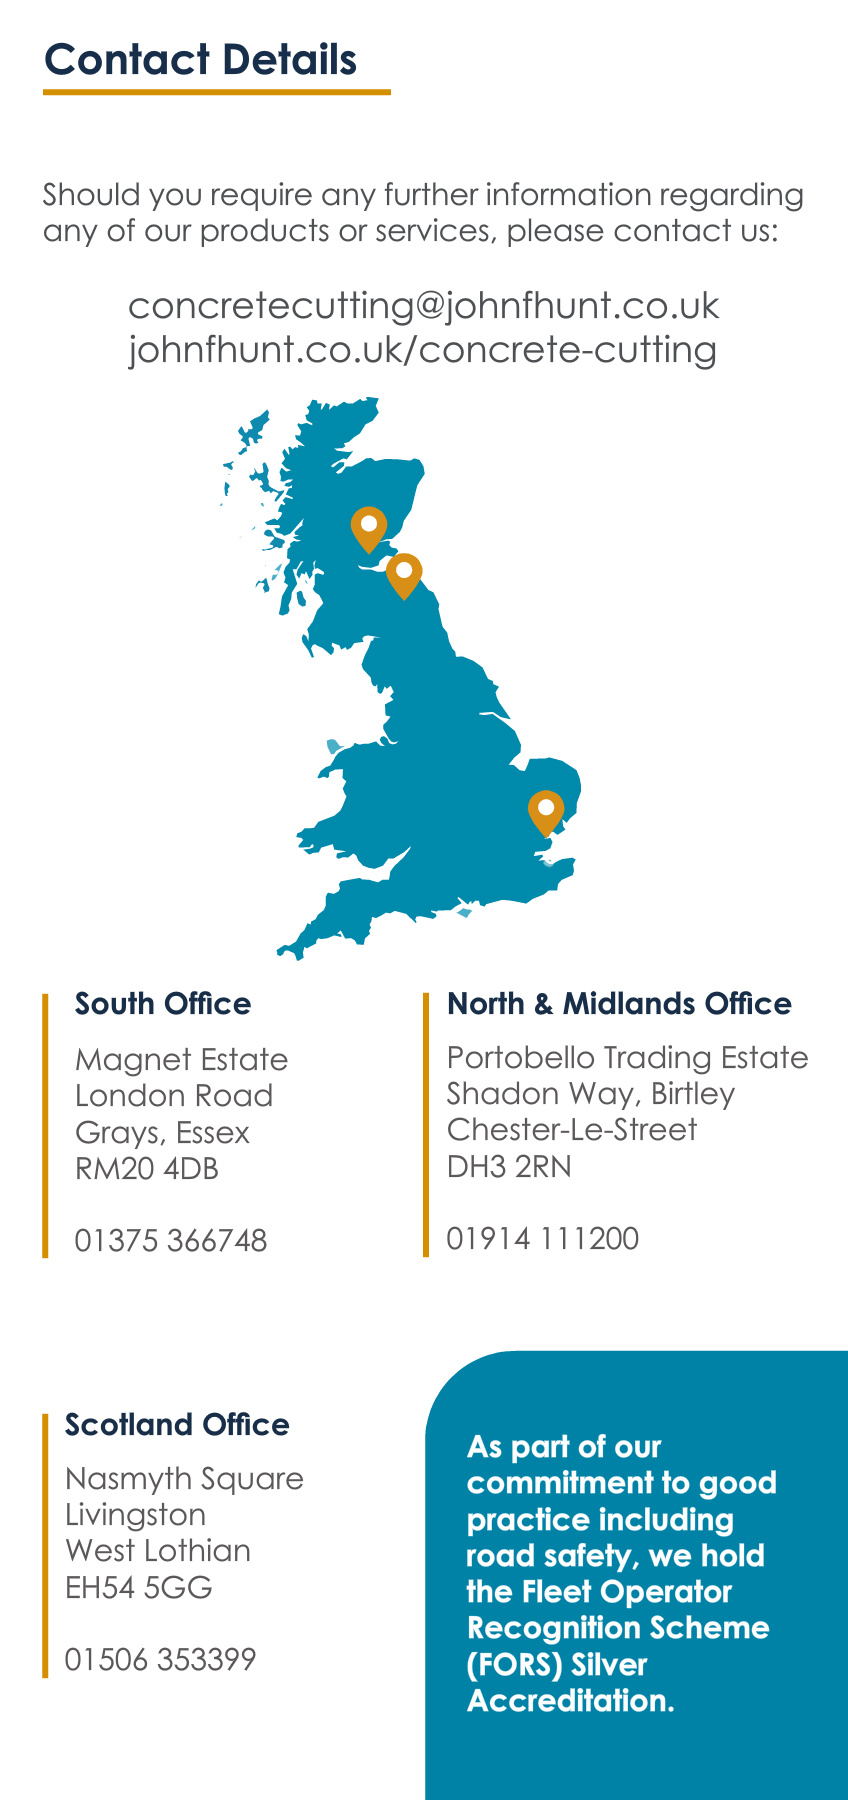 Contact Details
Should you require any further information regarding
any of our products or services, please contact us:
concretecutting@johnfhunt.co.uk
johnfhunt.co.uk/concrete-cutting
South Office
Magnet Estate
London Road
Grays, Essex
RM20 4DB
01375 366748
North & Midlands Office
Portobello Trading Estate
Shadon Way, Birtley
Chester-Le-Street
DH3 2RN
01914 111200
Scotland Office
Nasmyth Square
Livingston
West Lothian
EH54 5GG
01506 353399
As part of our
commitment to good
practice including
road safety, we hold
the Fleet Operator
Recognition Scheme
(FORS) Silver
Accreditation.